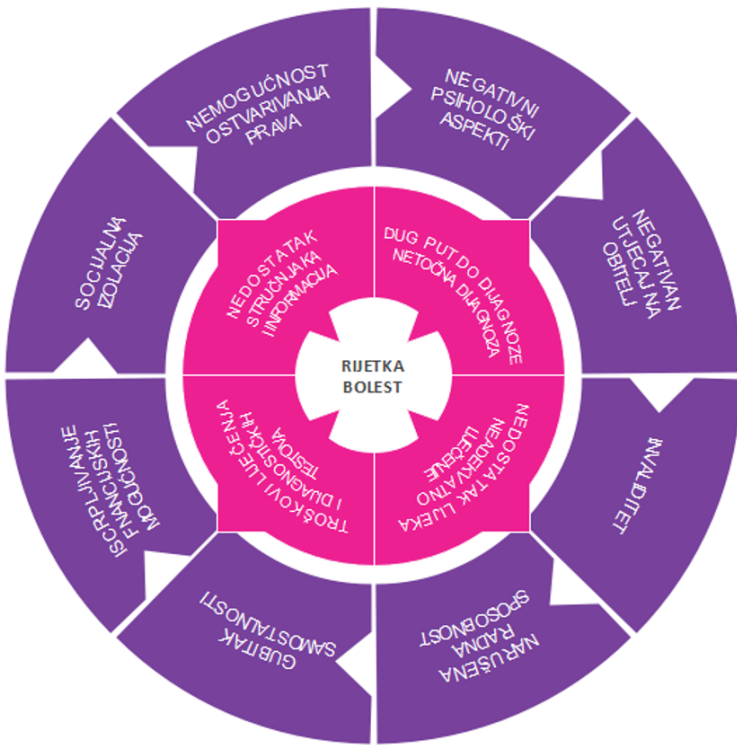 NEGATIVNI
PSIHOLOŠKI
ASPEKTI
NEGATIVAN
UTJECAJ NA
OBITELJ
INVALIDITET
NARUŠENA
RADNA
SPOSOBNOST
GUBITAK
SAMOSTALNOSTI
ISCRPLJIVANJE
FINANCIJSKIH
MOGUĆNOSTI
SOCIJALNA
IZOLACIJA
NEMOGUĆNOST
OSTVARIVANJA
PRAVA
DUG PUT DO DIJAGNOZE
NETOČNA DIJAGNOZA
NEDOSTATAK LIJEKA
NEADEKVATNO
LIJEČENJE
TROŠKOVI LIJEČENJA
I DIJAGNOSTIČKIH
TESTOVA
NEDOSTATAK
STRUČNJAKA
I INFORMACIJA
RIJETKA
BOLEST